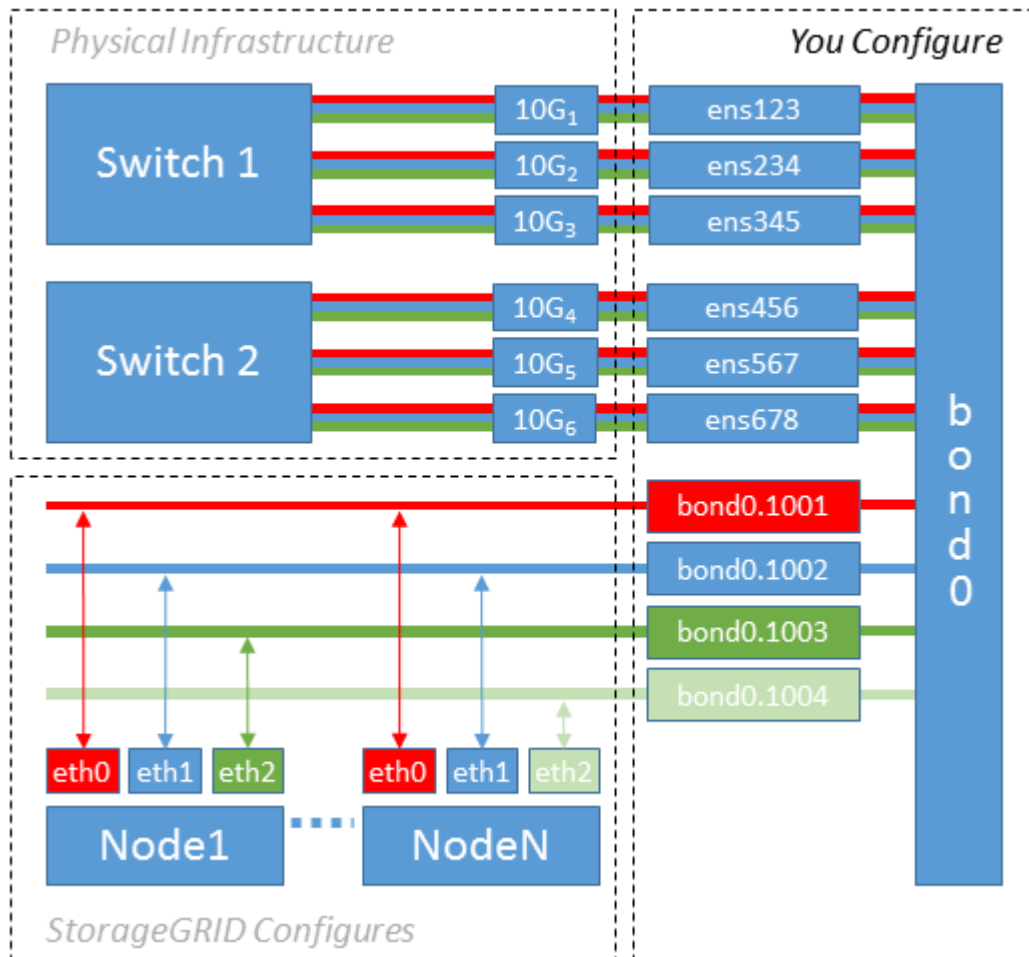 Physical Infrastructure
You Configure
Switch 1
10G₁
ens123
10G₂
ens234
10G₃
ens345
Switch 2
10G₄
ens456
10G₅
ens567
10G₆
ens678
bond0
bond0.1001
bond0.1002
bond0.1003
bond0.1004
eth0 eth1 eth2 eth0 eth1 eth2
Node1 NodeN
StorageGRID Configures